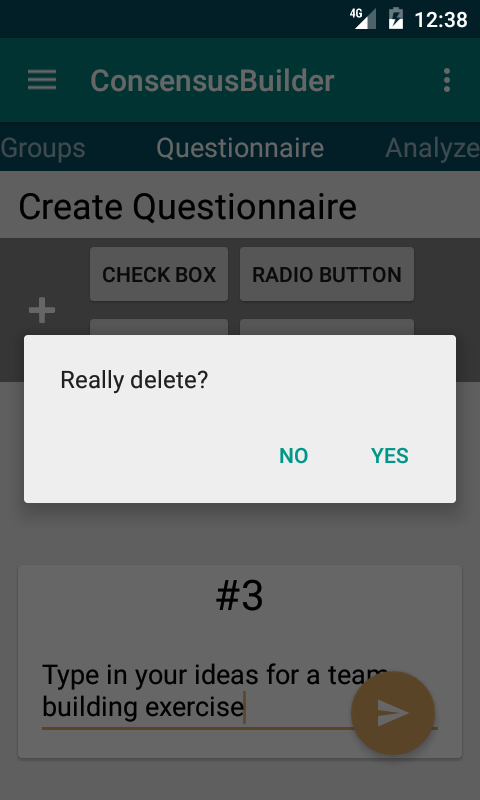 4G 12:38
ConsensusBuilder
Groups Questionnaire Analyze
Create Questionnaire
CHECK BOX RADIO BUTTON
Really delete?
NO YES
#3
Type in your ideas for a team
building exercise